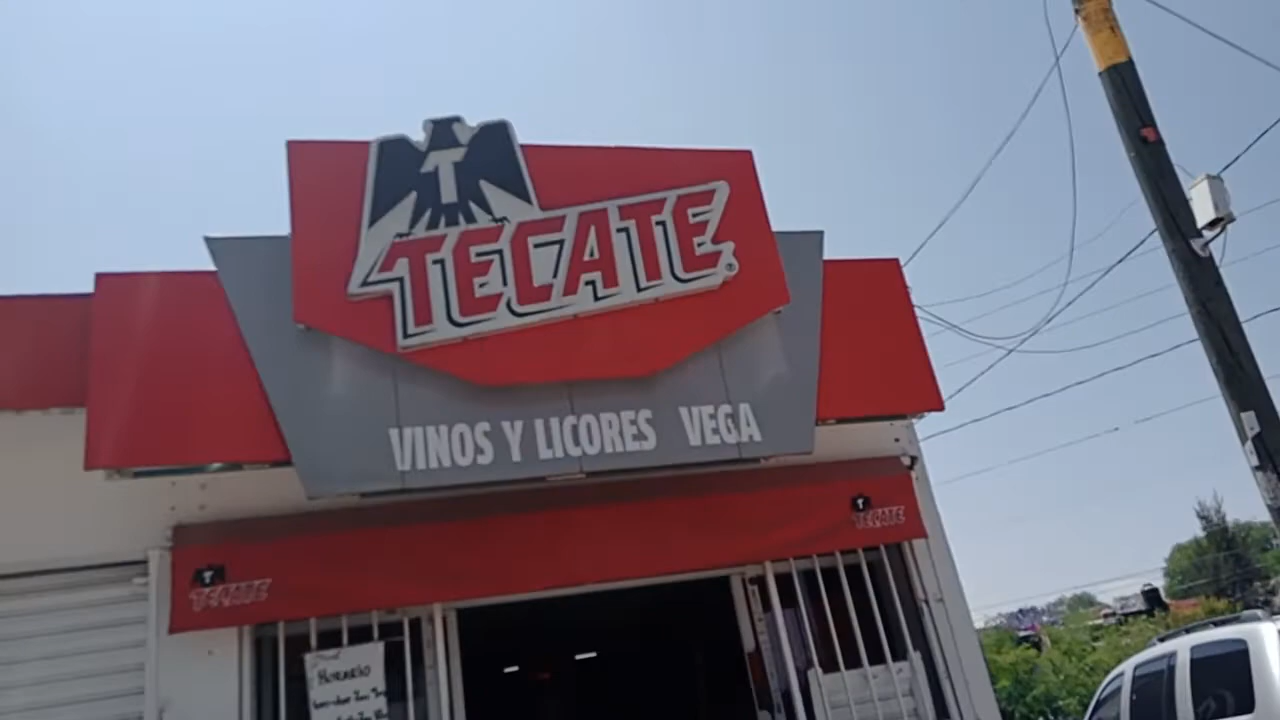 T
TECATE®
VINOS Y LICORES VEGA
TECATE
TECATE
HORARIO